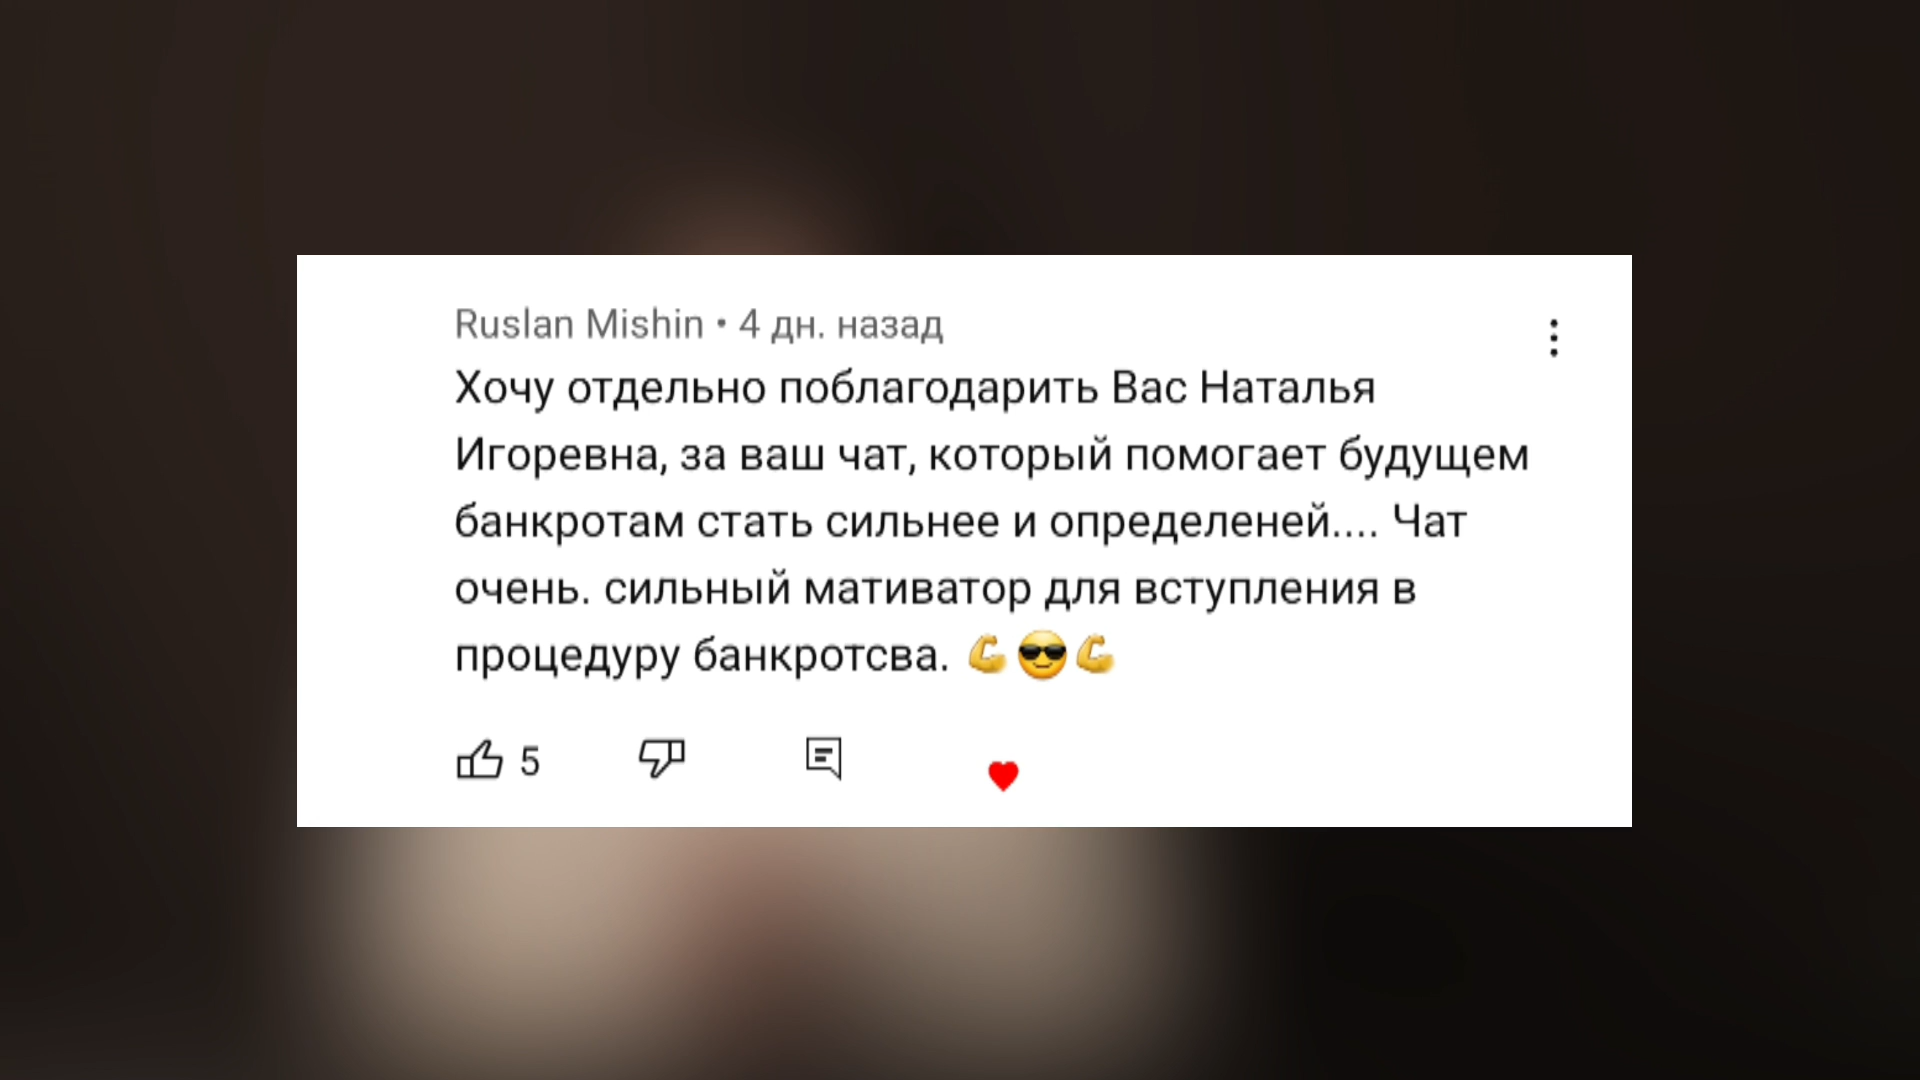 Ruslan Mishin • 4 дн. назад
Хочу отдельно поблагодарить Вас Наталья
Игоревна, за ваш чат, который помогает будущем
банкротам стать сильнее и определеней.... Чат
очень. сильный мативатор для вступления в
процедуру банкротсва. 💪😎💪
5